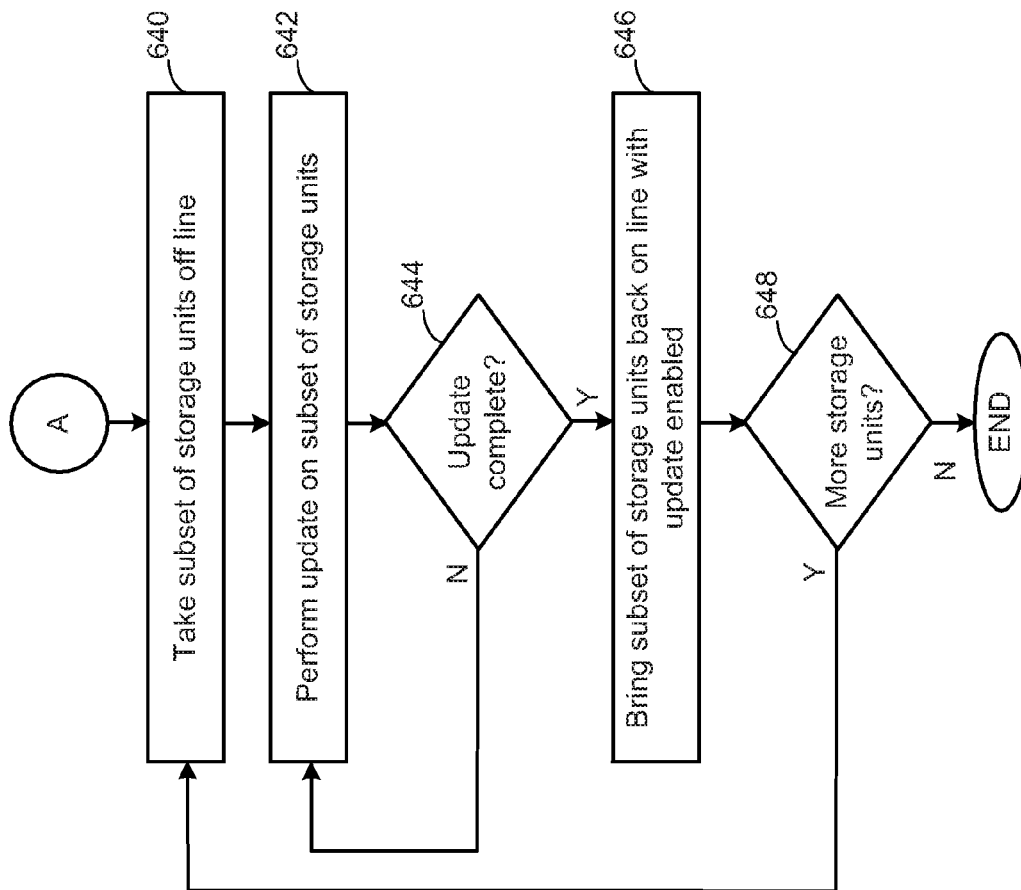 A
640
Take subset of storage units off line
642
Perform update on subset of storage units
644
Update
complete?
N
Y
646
Bring subset of storage units back on line with
update enabled
648
More storage
units?
Y
N
END